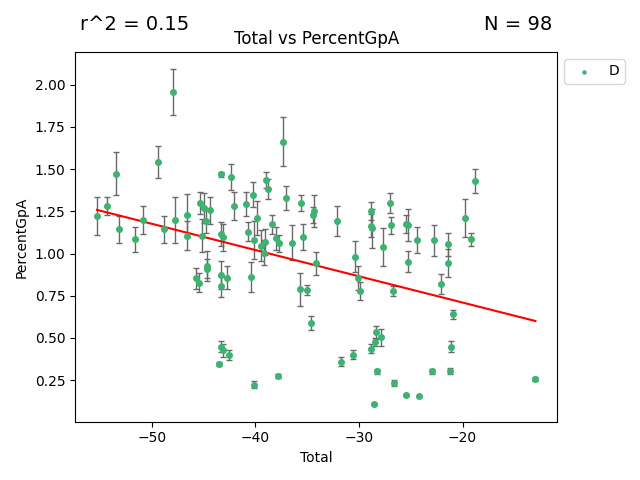 r^2 = 0.15
N = 98
Total vs PercentGpA
D
2.00
1.75
1.50
1.25
1.00
0.75
0.50
0.25
PercentGpA
−50
−40
−30
−20
Total